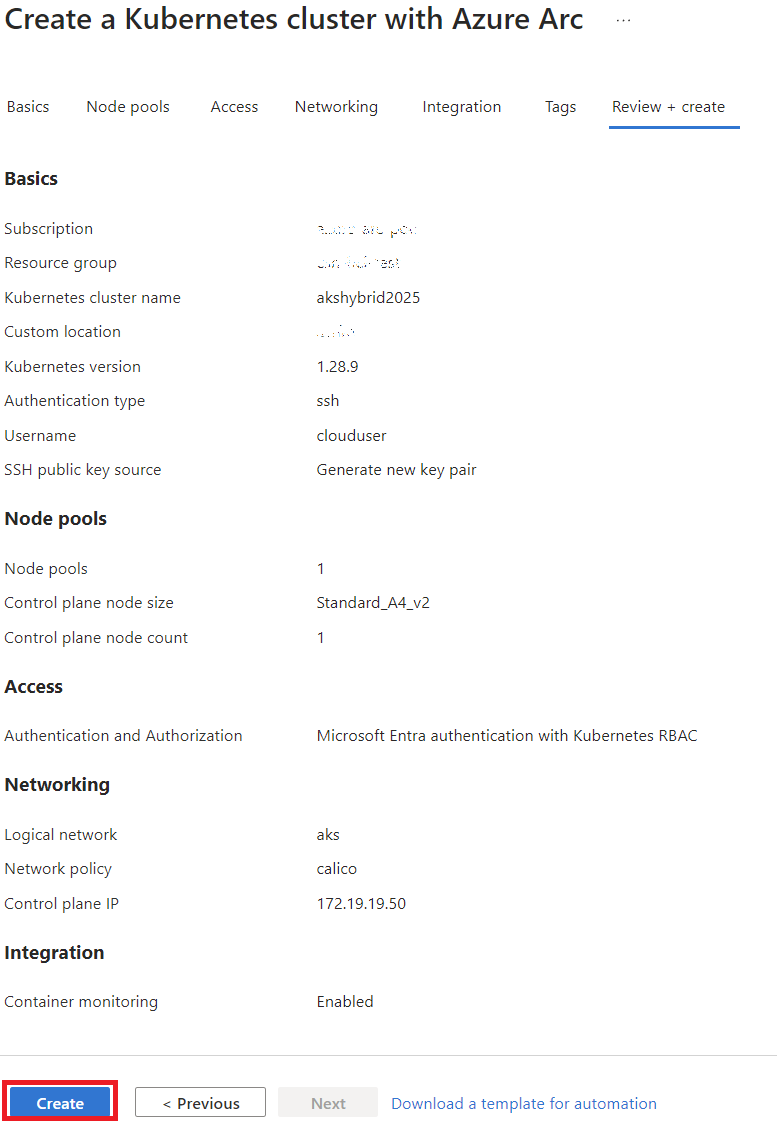 Create a Kubernetes cluster with Azure Arc ...
Basics Node pools Access Networking Integration Tags Review + create
Basics
Subscription
Resource group
Kubernetes cluster name akshybrid2025
Custom location
Kubernetes version 1.28.9
Authentication type ssh
Username clouduser
SSH public key source Generate new key pair
Node pools
Node pools 1
Control plane node size Standard_A4_v2
Control plane node count 1
Access
Authentication and Authorization Microsoft Entra authentication with Kubernetes RBAC
Networking
Logical network aks
Network policy calico
Control plane IP 172.19.19.50
Integration
Container monitoring Enabled
Create < Previous Next Download a template for automation